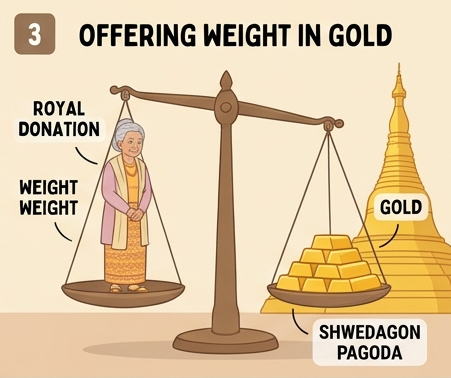 3 OFFERING WEIGHT IN GOLD
ROYAL
DONATION
WEIGHT
WEIGHT
GOLD
SHWEDAGON
PAGODA